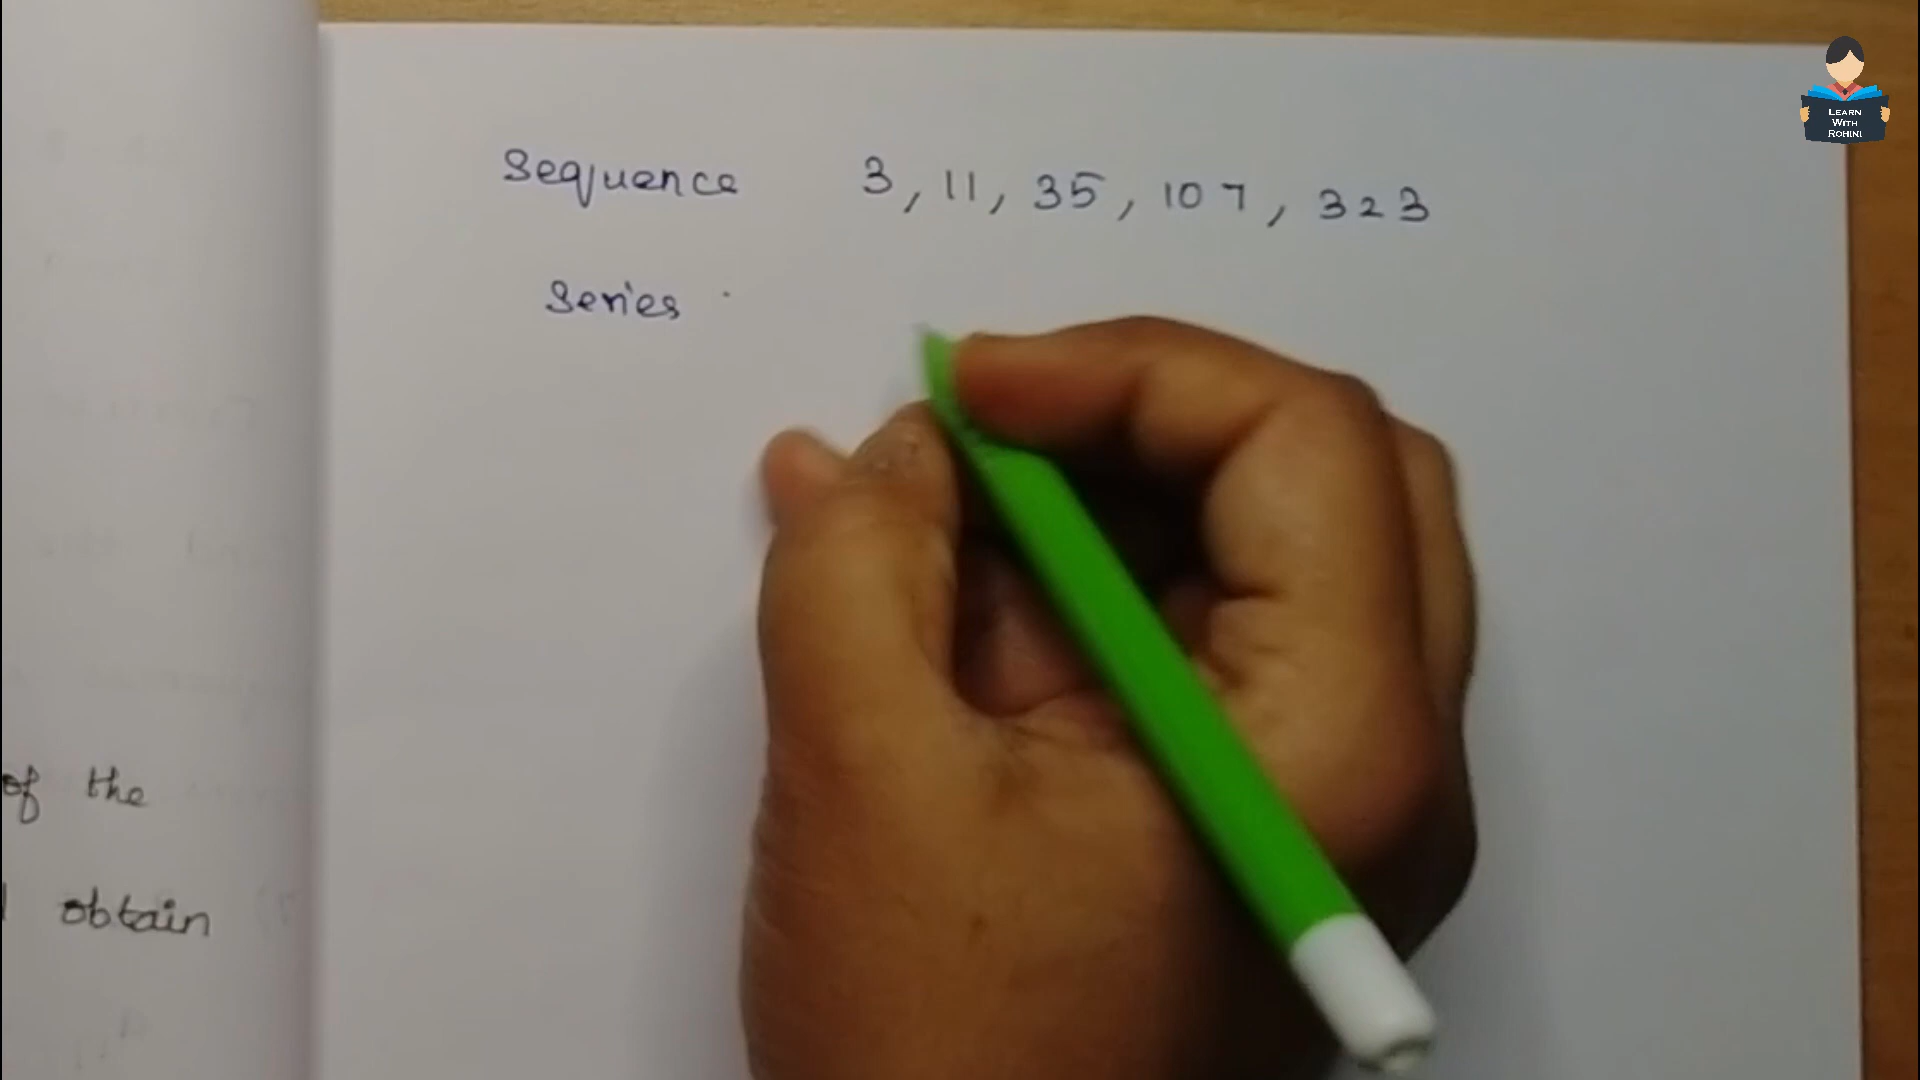 LEARN
WITH
ROHINI
Sequence 3, 11, 35, 107, 323
Series
of the
obtain